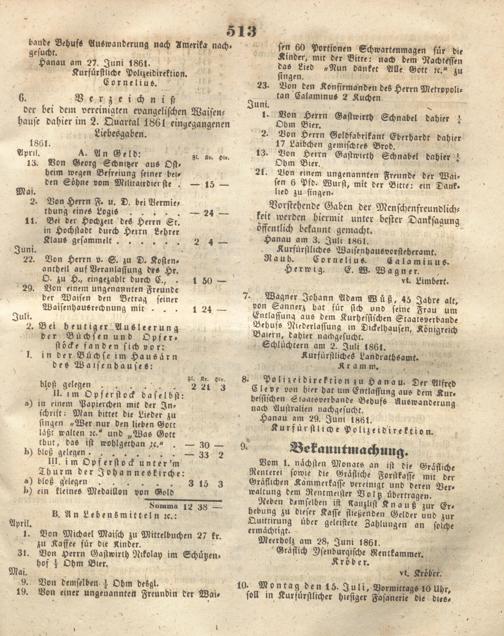 513
bande Behufs Auswanderung nach Amerika nach-
gesucht.
Hanau am 27. Juni 1861.
Kurfürstliche Polizeidirektion.
Cornelius.
6. Verzeichniß
der bei dem vereinigten evangelischen Waisen-
hause dahier im 2. Quartal 1861 eingegangenen
Liebesgaben.
1861.
April. A. An Geld: Fl. Kr. Hlr.
13. Von Georg Schnitzer aus Ost-
heim wegen Befreiung seiner bei-
den Söhne vom Militärdienste . — 15 —
Mai.
2. Von Herrn F. u. D. bei Vermie-
thung eines Logis . . . . . — 24 —
11. Bei der Hochzeit des Herrn Sr.
in Hochstadt durch Herrn Lehrer
Klaus gesammelt . . . . . . 2 4 —
Juni.
22. Von Herrn v. S. zu D. Kosten-
antheil auf Veranlassung des Hr.
O. zu H., eingezahlt durch C., . 1 50 —
29. Von einem ungenannten Freunde
der Waisen den Betrag seiner
Waisenhausrechnung mit . . . 1 24 —
Juli.
2. Bei heutiger Ausleerung
der Büchsen und Opfer-
stöcke fanden sich vor:
I. in der Büchse im Hausärn
des Waisenhauses:
Fl. Kr. Hlr.
bloß gelegen . . . . . . . 2 21 3
II. im Opferstock daselbst:
a) in einem Papierchen mit der In-
schrift: Man bittet die Lieder zu
singen „Wer nur den lieben Gott
läßt walten ꝛc.“ und „Was Gott
thut, das ist wohlgethan ꝛc.“ . — 30 —
b) bloß gelegen . . . . . . . — 33 2
III. im Opferstock unter'm
Thurm der Johanneskirche:
a) bloß gelegen . . . . . . . 3 15 3
b) ein kleines Medaillon von Gold
Summa 12 38 —
B. An Lebensmitteln ꝛc.:
April.
1. Von Michael Maisch zu Mittelbuchen 27 kr.
zu Kaffee für die Kinder.
31. Von Herrn Gastwirth Nikolay im Schützen-
hof ½ Ohm Bier.
Mai.
9. Von demselben ½ Ohm desgl.
19. Von einer ungenannten Freundin der Wai-
sen 60 Portionen Schwartenmagen für die
Kinder, mit der Bitte: nach dem Nachtessen
das Lied „Nun danket Alle Gott ꝛc.“ zu
singen.
23. Von den Konfirmanden des Herrn Metropoli-
tan Calaminus 2 Kuchen.
Juni.
1. Von Herrn Gastwirth Schnabel dahier ½
Ohm Bier.
2. Von Herrn Goldfabrikant Eberhardt dahier
17 Laibchen gemischtes Brod.
13. Von Herrn Gastwirth Schnabel dahier ½
Ohm Bier.
21. Von einem ungenannten Freunde der Wai-
sen 6 Pfd. Wurst, mit der Bitte: ein Dank-
lied zu singen.
Vorstehende Gaben der Menschenfreundlich-
keit werden hiermit unter bester Danksagung
öffentlich bekannt gemacht.
Hanau am 3. Juli 1861.
Kurfürstliches Waisenhausvorsteheramt.
Rauh. Cornelius. Calaminus.
Herwig. E. W. Wagner.
vt. Limbert.
7. Wagner Johann Adam Wüß, 45 Jahre alt,
von Sannerz hat für sich und seine Frau um
Entlassung aus dem Kurhessischen Staatsverbande
Behufs Niederlassung in Dickelhausen, Königreich
Baiern, dahier nachgesucht.
Schlüchtern am 2. Juli 1861.
Kurfürstliches Landrathsamt.
Kramm.
8. Polizeidirektion zu Hanau. Der Alfred
Cleve von hier hat um Entlassung aus dem Kur-
hessischen Staatsverbande Behufs Auswanderung
nach Australien nachgesucht.
Hanau am 29. Juni 1861.
Kurfürstliche Polizeidirektion.
9. Bekanntmachung.
Vom 1. nächsten Monats an ist die Gräfliche
Renterei sowie die Gräfliche Forstkasse mit der
Gräflichen Kammerkasse vereinigt und deren Ver-
waltung dem Rentmeister Volz übertragen.
Neben demselben ist Kanzlist Knauß zur Er-
hebung zu dieser Kasse fließenden Gelder und zur
Quittirung über geleistete Zahlungen an solche
ermächtigt.
Meerholz am 28. Juni 1861.
Gräflich Ysenburgische Rentkammer.
Kröber.
vt. Kröber.
10. Montag den 15. Juli, Vormittags 10 Uhr,
soll in Kurfürstlicher hiesiger Fasanerie die dies-